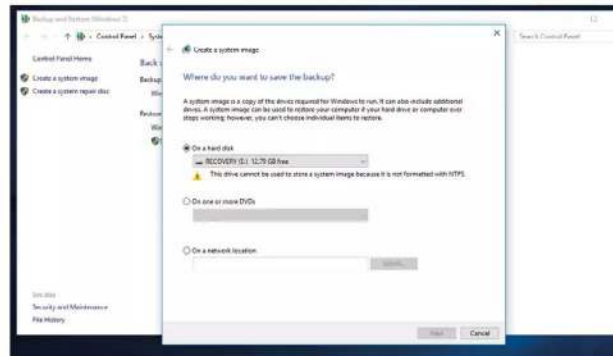 Backup and Restore (Windows 7)
Control Panel
Search Control Panel
Control Panel Home
Create a system image
Create a system repair disc
Back
Backup
Restore
See also
Security and Maintenance
File History
Create a system image
Where do you want to save the backup?
A system image is a copy of the drives required for Windows to run. It can also include additional
drives. A system image can be used to restore your computer if your hard drive or computer ever
stops working; however, you can't choose individual items to restore.
On a hard disk
RECOVERY (E:) 12.79 GB free
This drive cannot be used to store a system image because it is not formatted with NTFS.
On one or more DVDs
On a network location
Next
Cancel